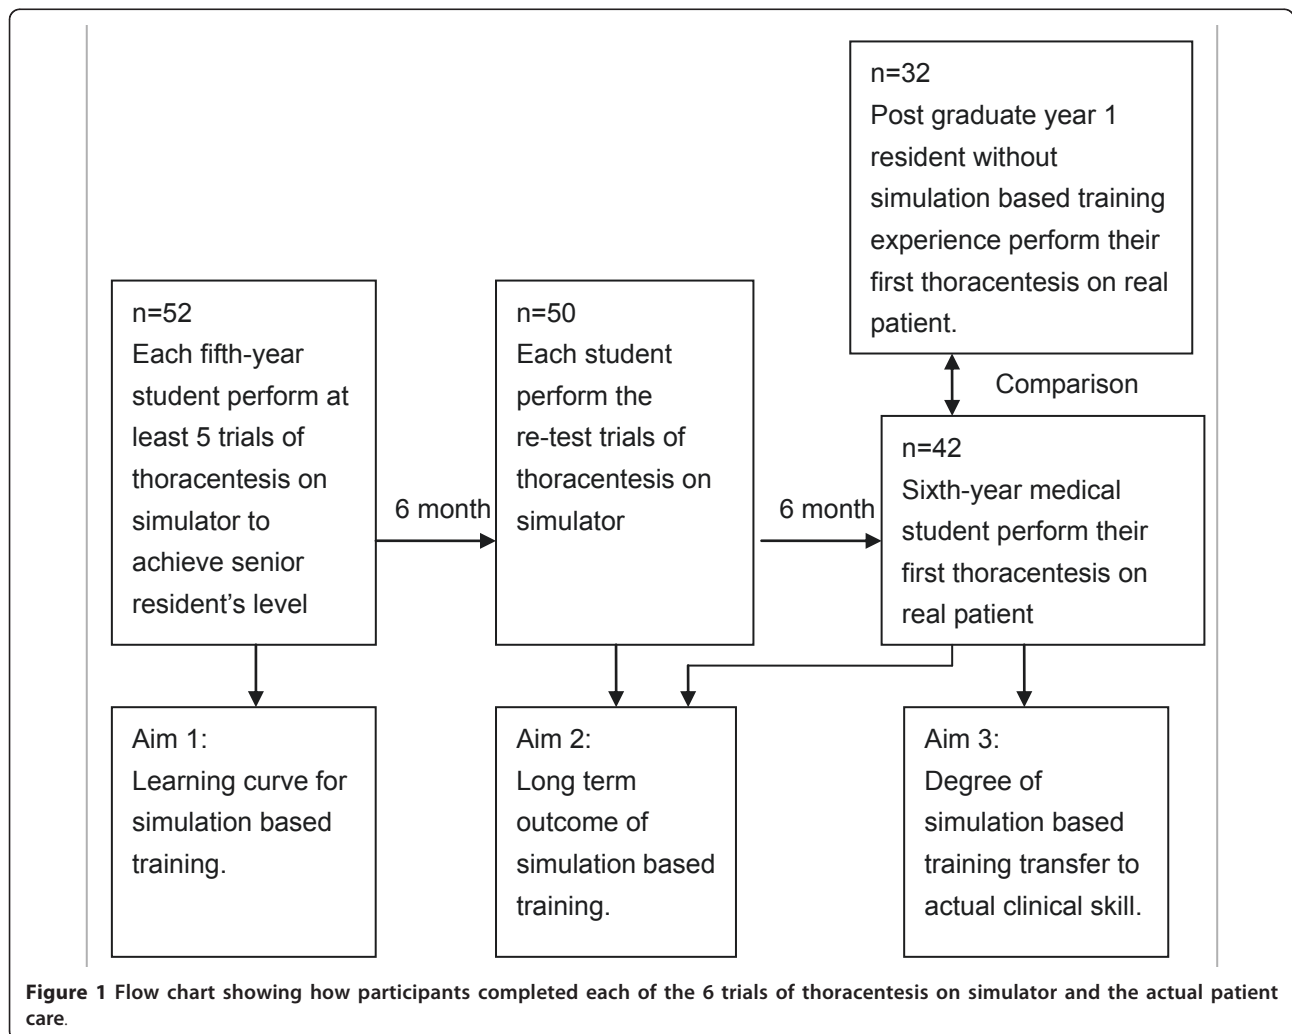 n=32
Post graduate year 1
resident without
simulation based training
experience perform their
first thoracentesis on real
patient.
n=52
Each fifth-year
student perform at
least 5 trials of
thoracentesis on
simulator to
achieve senior
resident's level
6 month
n=50
Each student
perform the
re-test trials of
thoracentesis on
simulator
6 month
Comparison
n=42
Sixth-year medical
student perform their
first thoracentesis on
real patient
Aim 1:
Learning curve for
simulation based
training.
Aim 2:
Long term
outcome of
simulation based
training.
Aim 3:
Degree of
simulation based
training transfer to
actual clinical skill.
Figure 1 Flow chart showing how participants completed each of the 6 trials of thoracentesis on simulator and the actual patient
care.